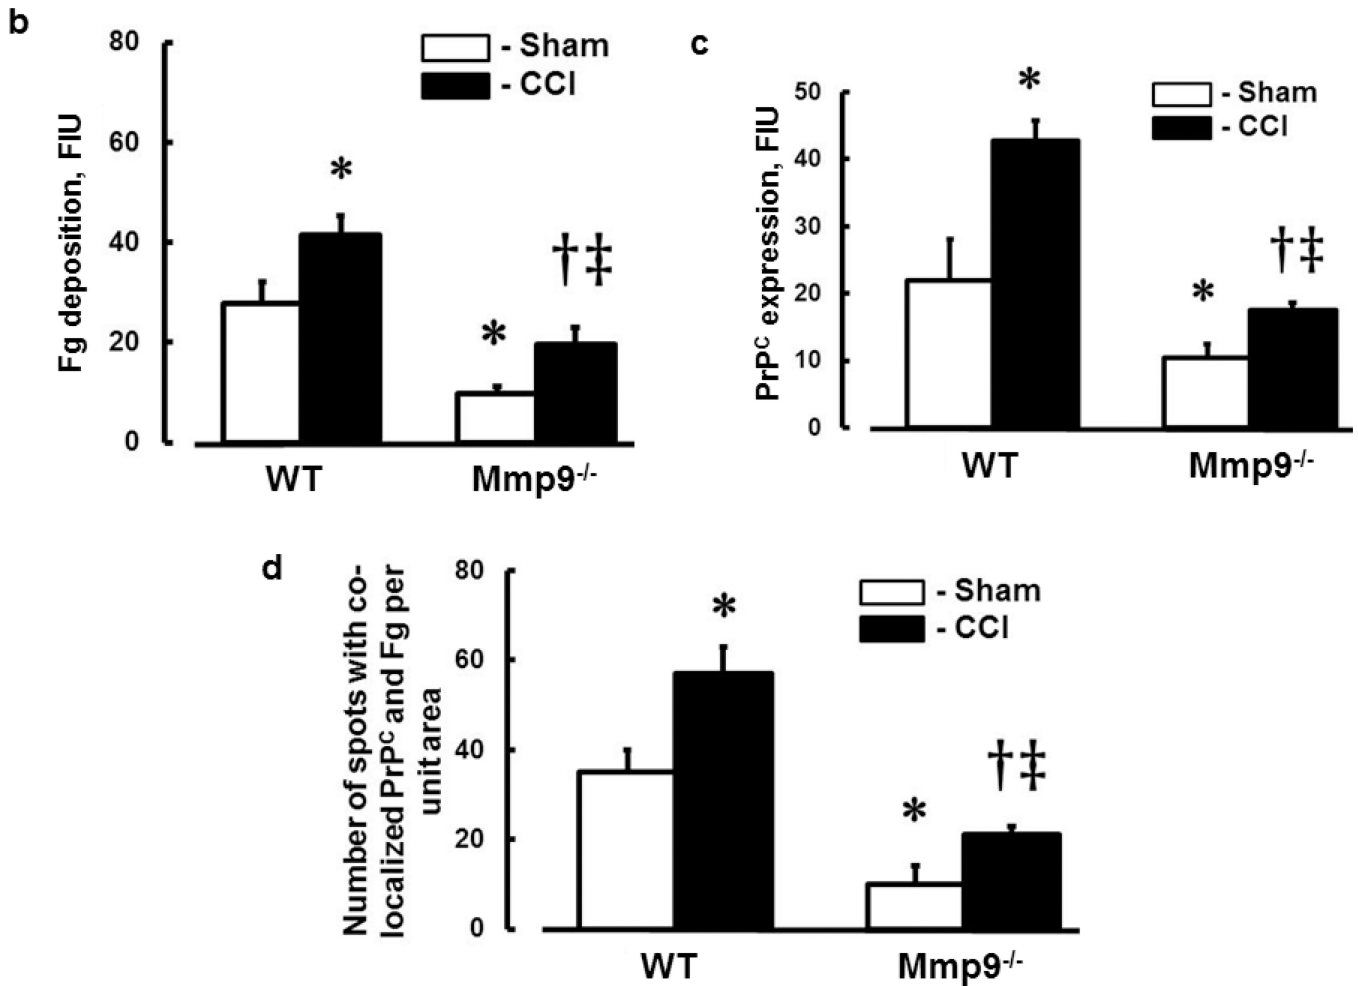 b
80
60
40
20
0
Fg deposition, FIU
- Sham
- CCI
*
*
†‡
WT
Mmp9-/-
c
50
40
30
20
10
0
PrPC expression, FIU
- Sham
- CCI
*
*
†‡
WT
Mmp9-/-
d
80
60
40
20
0
Number of spots with co-
localized PrPC and Fg per
unit area
- Sham
- CCI
*
*
†‡
WT
Mmp9-/-